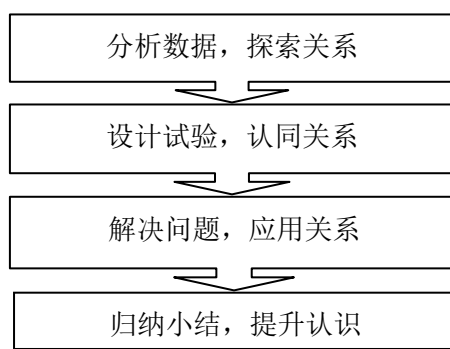 分析数据，探索关系
设计试验，认同关系
解决问题，应用关系
归纳小结，提升认识